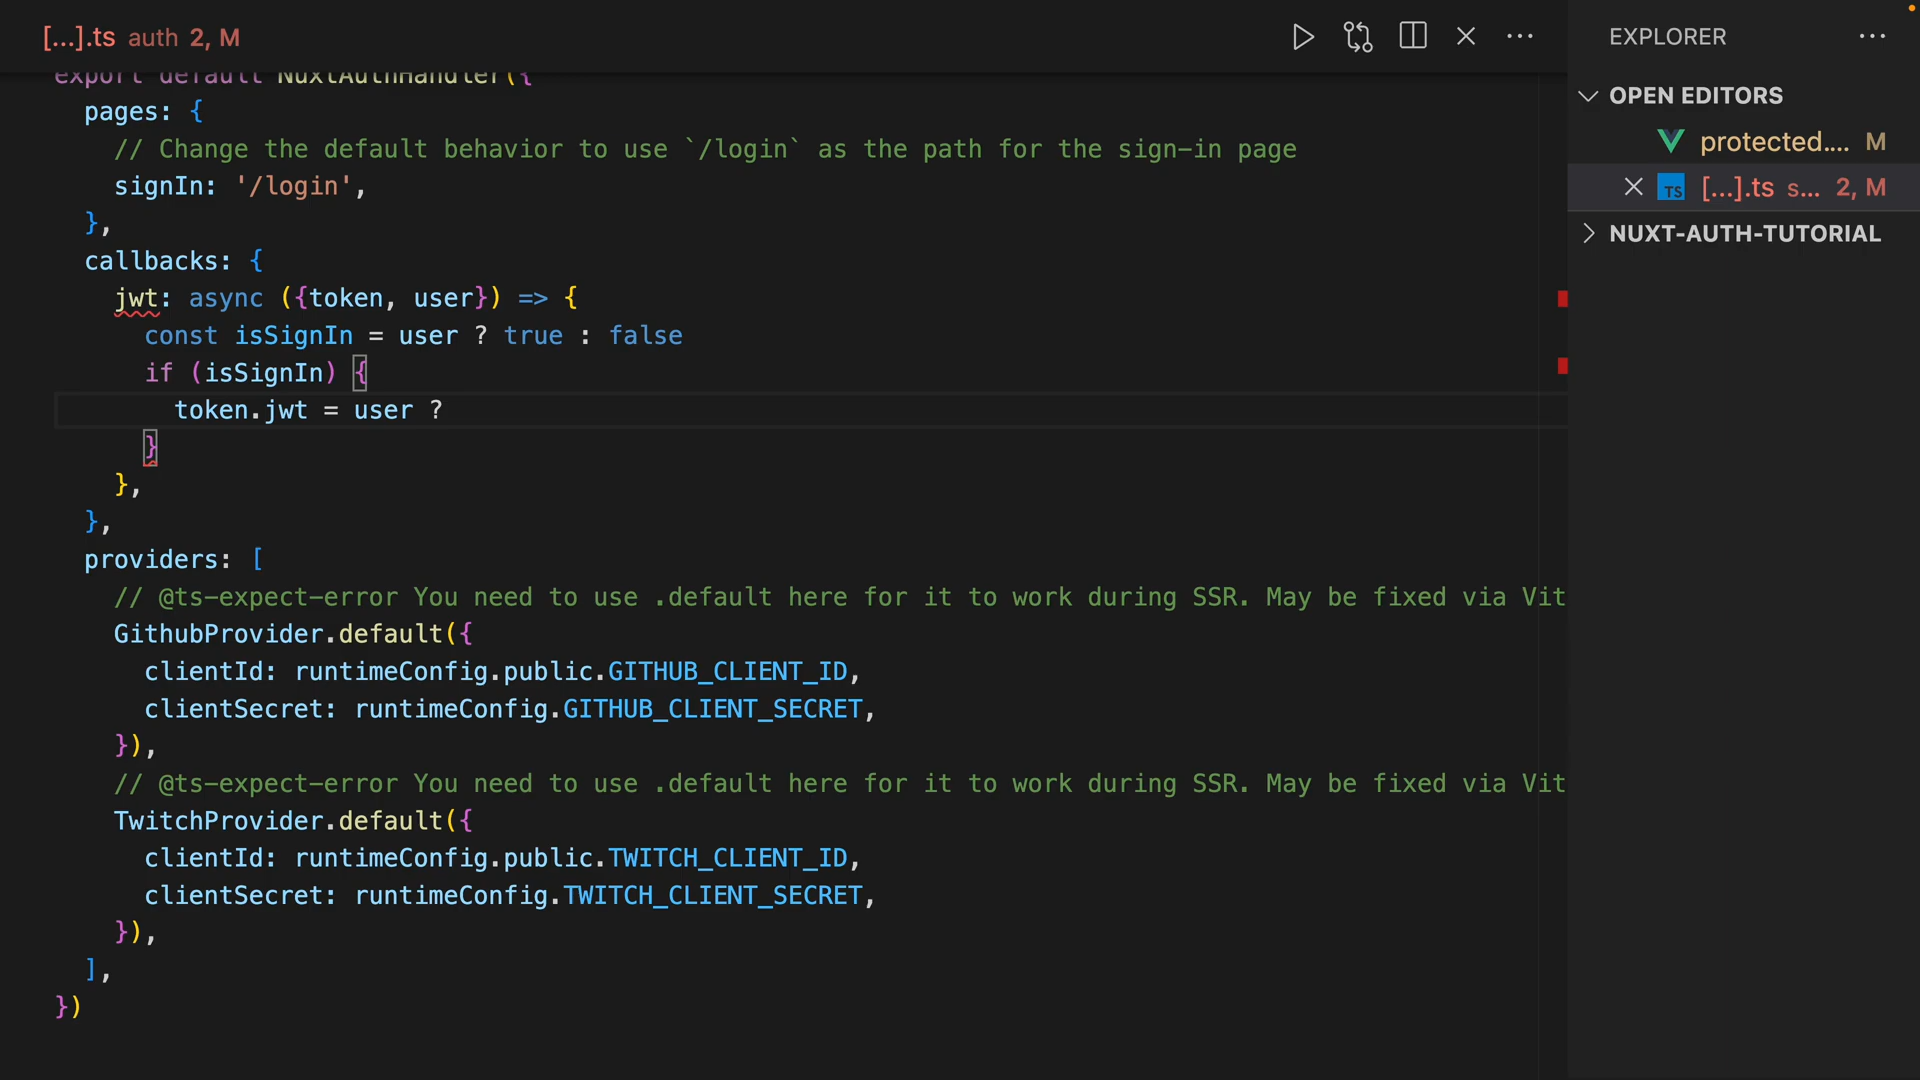 [...].ts auth 2, M
export default NuxtAuthHandler({
pages: {
// Change the default behavior to use `/login` as the path for the sign-in page
signIn: '/login',
},
callbacks: {
jwt: async ({token, user}) => {
const isSignIn = user ? true : false
if (isSignIn) {
token.jwt = user ?
}
},
},
providers: [
// @ts-expect-error You need to use .default here for it to work during SSR. May be fixed via Vit
GithubProvider.default({
clientId: runtimeConfig.public.GITHUB_CLIENT_ID,
clientSecret: runtimeConfig.GITHUB_CLIENT_SECRET,
}),
// @ts-expect-error You need to use .default here for it to work during SSR. May be fixed via Vit
TwitchProvider.default({
clientId: runtimeConfig.public.TWITCH_CLIENT_ID,
clientSecret: runtimeConfig.TWITCH_CLIENT_SECRET,
}),
],
})
EXPLORER
OPEN EDITORS
protected.... M
TS [...].ts s... 2, M
NUXT-AUTH-TUTORIAL